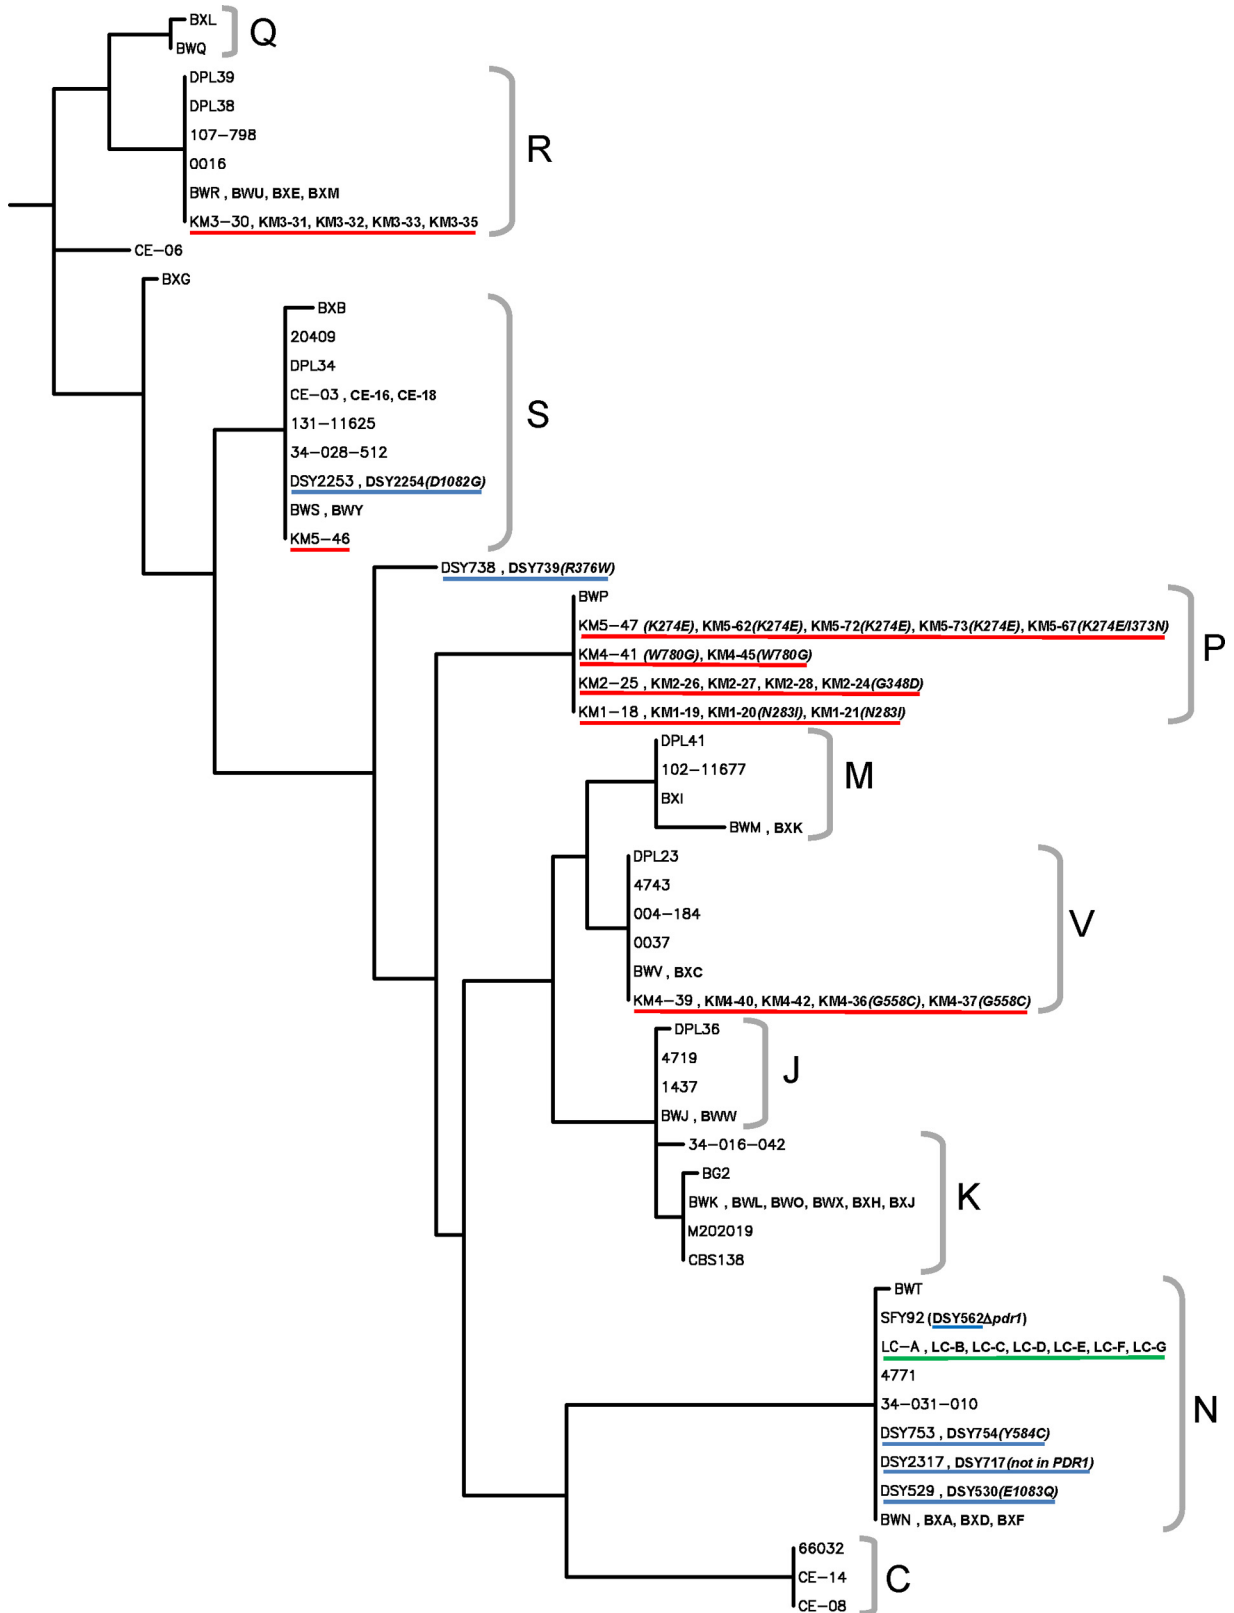 BXL
BWQ
Q
DPL39
DPL38
107-798
0016
BWR , BWU, BXE, BXM
KM3-30, KM3-31, KM3-32, KM3-33, KM3-35
R
CE-06
BXG
BXB
20409
DPL34
CE-03 , CE-16, CE-18
131-11625
34-028-512
DSY2253 , DSY2254(D1082G)
BWS , BWY
KM5-46
S
DSY738 , DSY739(R376W)
BWP
KM5-47 (K274E), KM5-62(K274E), KM5-72(K274E), KM5-73(K274E), KM5-67(K274E/I373N)
KM4-41 (W780G), KM4-45(W780G)
KM2-25 , KM2-26, KM2-27, KM2-28, KM2-24(G348D)
KM1-18 , KM1-19, KM1-20(N283I), KM1-21(N283I)
P
DPL41
102-11677
BXI
BWM , BXK
M
DPL23
4743
004-184
0037
BWV , BXC
KM4-39 , KM4-40, KM4-42, KM4-36(G558C), KM4-37(G558C)
V
DPL36
4719
1437
BWJ , BWW
J
34-016-042
BG2
BWK , BWL, BWO, BWX, BXH, BXJ
M202019
CBS138
K
BWT
SFY92 (DSY562Δpdr1)
LC-A , LC-B, LC-C, LC-D, LC-E, LC-F, LC-G
4771
34-031-010
DSY753 , DSY754(Y584C)
DSY2317, DSY717(not in PDR1)
DSY529 , DSY530(E1083Q)
BWN , BXA, BXD, BXF
N
66032
CE-14
CE-08
C